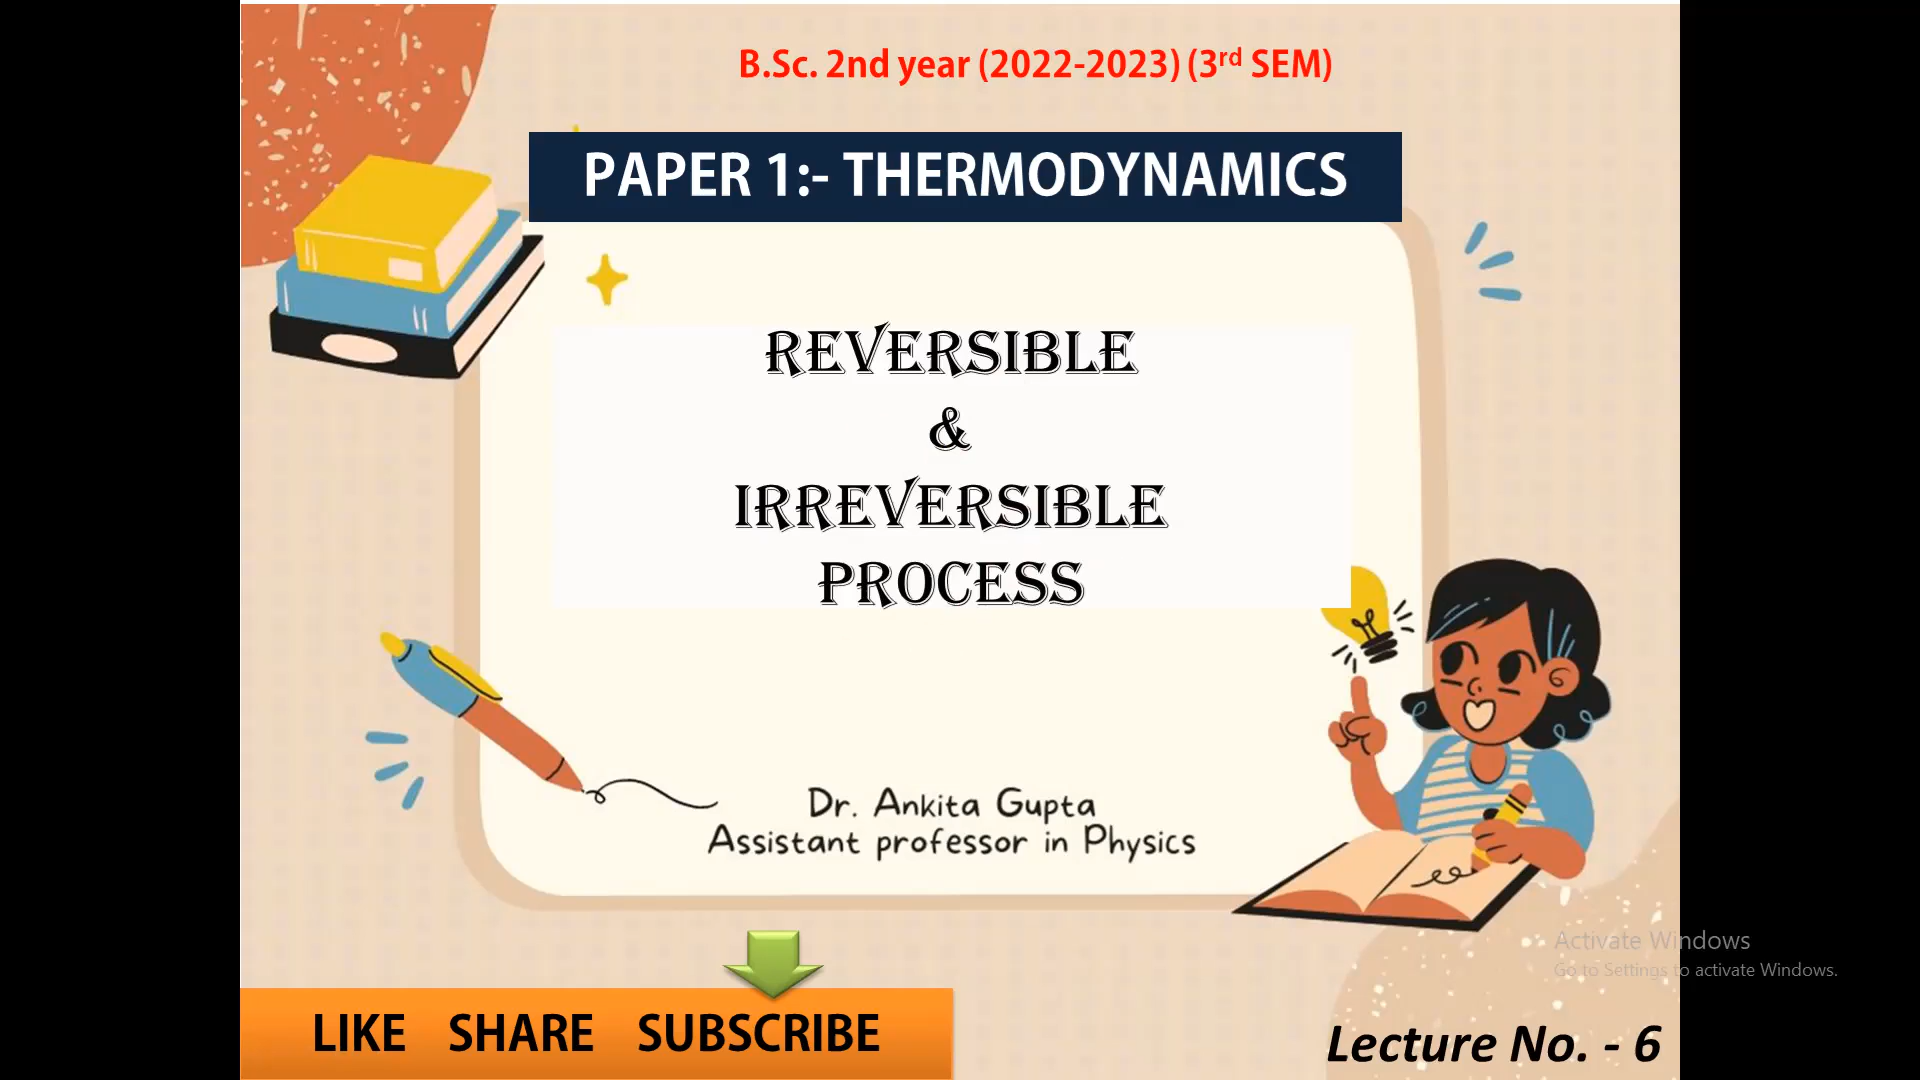 B.Sc. 2nd year (2022-2023) (3rd SEM)
PAPER 1:- THERMODYNAMICS
REVERSIBLE
&
IRREVERSIBLE
PROCESS
Dr. Ankita Gupta
Assistant professor in Physics
Activate Windows
Go to Settings to activate Windows.
LIKE SHARE SUBSCRIBE
Lecture No. - 6